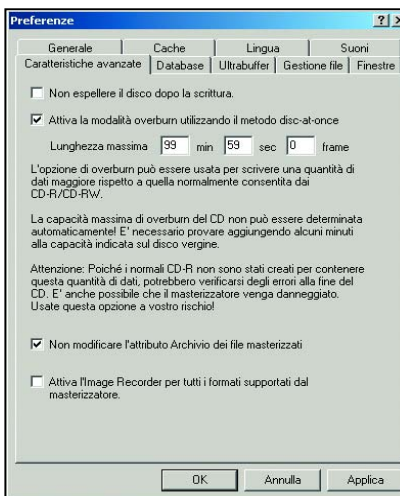 Preferenze
Generale Cache Lingua Suoni
Caratteristiche avanzate Database Ultrabuffer Gestione file Finestre
Non espellere il disco dopo la scrittura.
Attiva la modalità overburn utilizzando il metodo disc-at-once
Lunghezza massima 99 min 59 sec 0 frame
L'opzione di overburn può essere usata per scrivere una quantità di
dati maggiore rispetto a quella normalmente consentita dai
CD-R/CD-RW.
La capacità massima di overburn del CD non può essere determinata
automaticamente! E' necessario provare aggiungendo alcuni minuti
alla capacità indicata sul disco vergine.
Attenzione: Poiché i normali CD-R non sono stati creati per contenere
questa quantità di dati, potrebbero verificarsi degli errori alla fine del
CD. E' anche possibile che il masterizzatore venga danneggiato.
Usate questa opzione a vostro rischio!
Non modificare l'attributo Archivio dei file masterizzati
Attiva l'Image Recorder per tutti i formati supportati dal
masterizzatore.
OK Annulla Applica